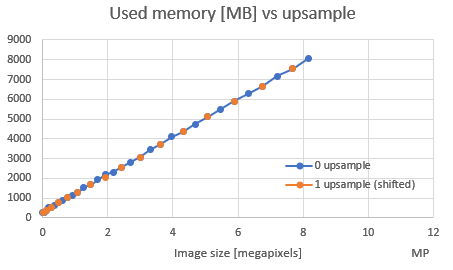 Used memory [MB] vs upsample
9000
8000
7000
6000
5000
4000
3000
2000
1000
0
0 upsample
1 upsample (shifted)
0 2 4 6 8 10 12
Image size [megapixels] MP